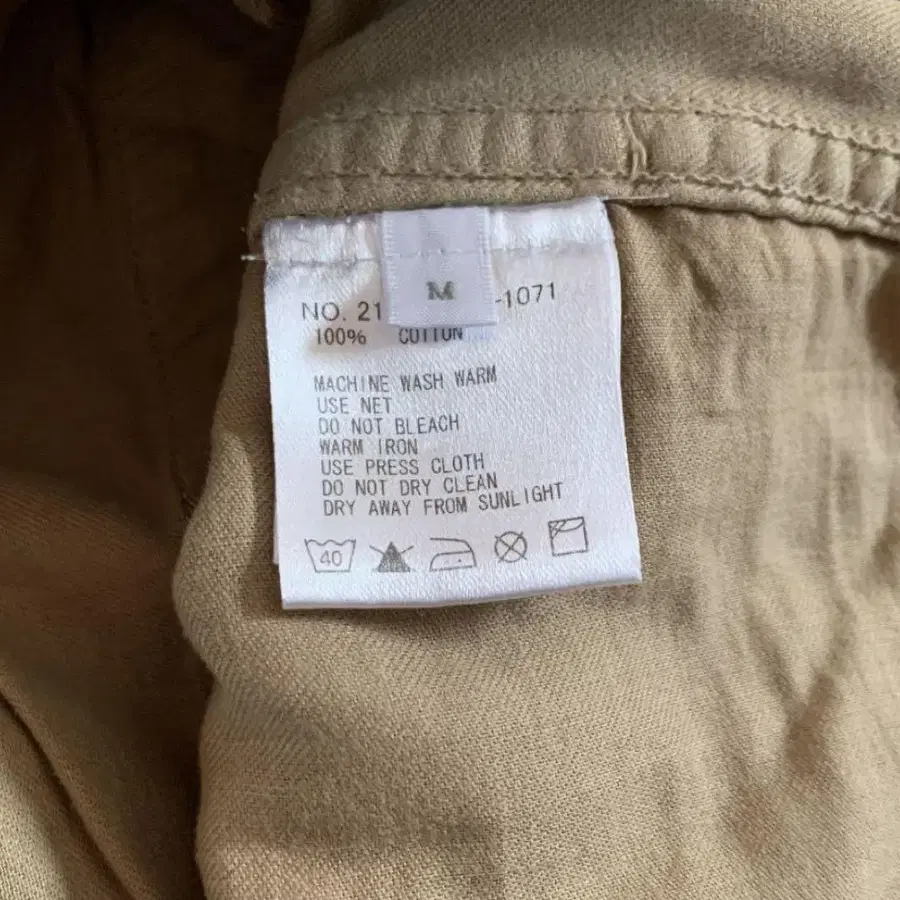 M
NO. 21 -1071
100% COTTON
MACHINE WASH WARM
USE NET
DO NOT BLEACH
WARM IRON
USE PRESS CLOTH
DO NOT DRY CLEAN
DRY AWAY FROM SUNLIGHT
40